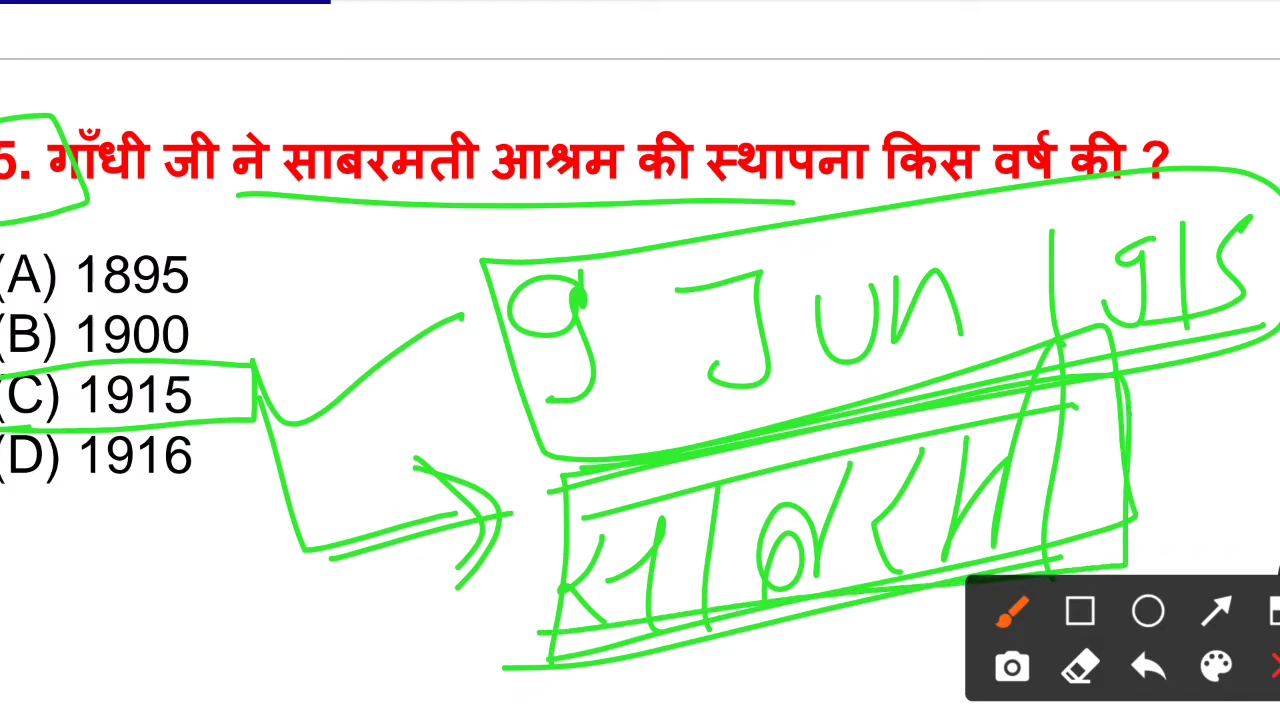 5. गाँधी जी ने साबरमती आश्रम की स्थापना किस वर्ष की ?
(A) 1895
(B) 1900
(C) 1915
(D) 1916
9 Jun 1915